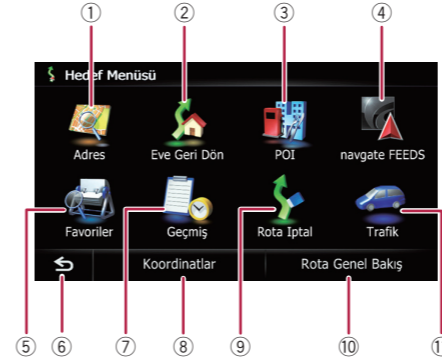 ① ② ③ ④
Hedef Menüsü
Adres Eve Geri Dön POI navgate FEEDS
Favoriler Geçmiş Rota Iptal Trafik
Koordinatlar Rota Genel Bakış
⑤ ⑥ ⑦ ⑧ ⑨ ⑩